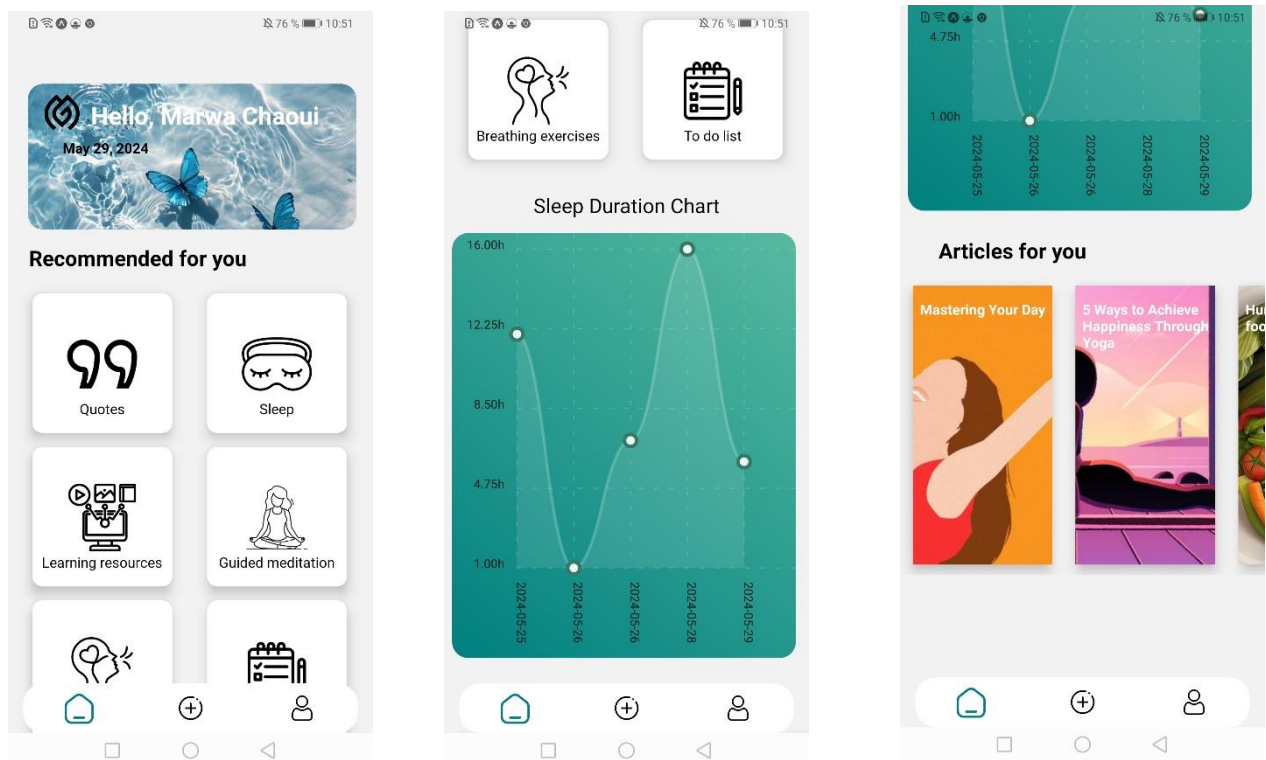 76 % 10:51
Hello, Marwa Chaoui
May 29, 2024
Recommended for you
Quotes
Sleep
Learning resources
Guided meditation
76 % 10:51
Breathing exercises
To do list
Sleep Duration Chart
16.00h
12.25h
8.50h
4.75h
1.00h
2024-05-25
2024-05-26
2024-05-26
2024-05-28
2024-05-29
76 % 10:51
4.75h
1.00h
2024-05-25
2024-05-26
2024-05-26
2024-05-28
2024-05-29
Articles for you
Mastering Your Day
5 Ways to Achieve
Happiness Through
Yoga